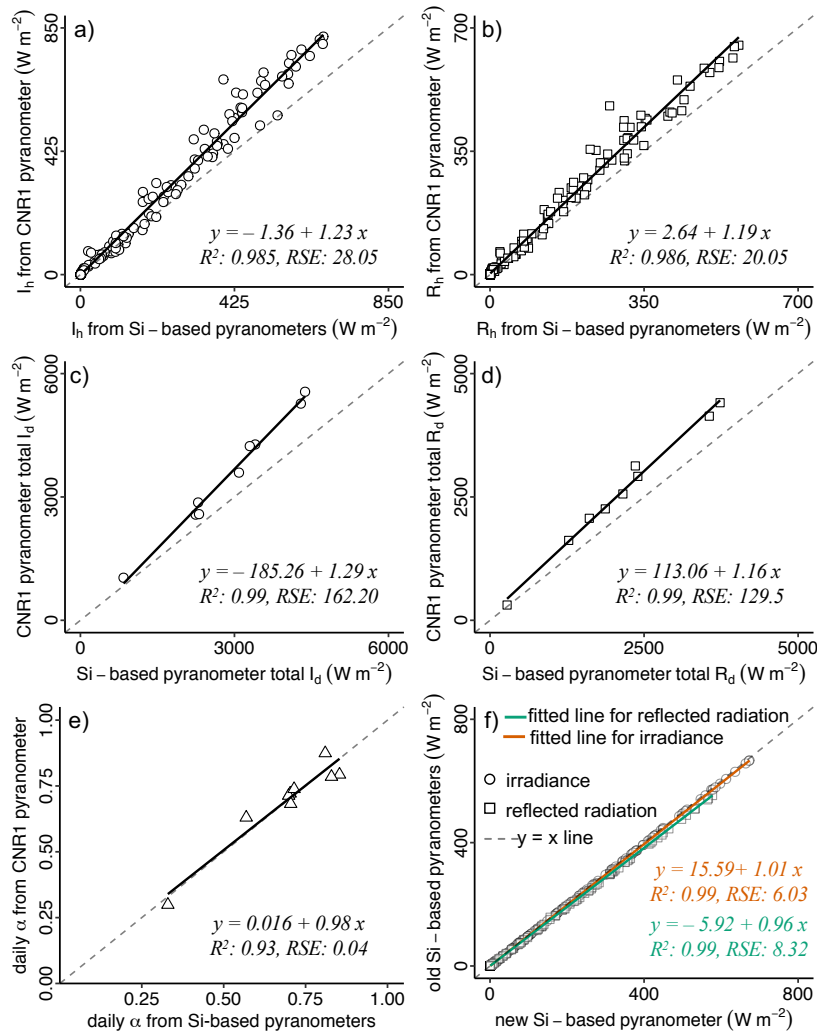 a)
I_h from CNR1 pyranometer (W m⁻²)
850
425
0
y = − 1.36 + 1.23 x
R²: 0.985, RSE: 28.05
0 425 850
I_h from Si − based pyranometers (W m⁻²)
b)
R_h from CNR1 pyranometer (W m⁻²)
700
350
0
y = 2.64 + 1.19 x
R²: 0.986, RSE: 20.05
0 350 700
R_h from Si − based pyranometers (W m⁻²)
c)
CNR1 pyranometer total I_d (W m⁻²)
6000
3000
0
y = − 185.26 + 1.29 x
R²: 0.99, RSE: 162.20
0 3000 6000
Si − based pyranometer total I_d (W m⁻²)
d)
CNR1 pyranometer total R_d (W m⁻²)
5000
2500
0
y = 113.06 + 1.16 x
R²: 0.99, RSE: 129.5
0 2500 5000
Si − based pyranometer total R_d (W m⁻²)
e)
daily α from CNR1 pyranometer
1.00
0.75
0.50
0.25
0.00
y = 0.016 + 0.98 x
R²: 0.93, RSE: 0.04
0.25 0.50 0.75 1.00
daily α from Si-based pyranometers
f)
old Si − based pyranometers (W m⁻²)
800
400
0
fitted line for reflected radiation
fitted line for irradiance
irradiance
reflected radiation
y = x line
y = 15.59+ 1.01 x
R²: 0.99, RSE: 6.03
y = − 5.92 + 0.96 x
R²: 0.99, RSE: 8.32
0 400 800
new Si − based pyranometer (W m⁻²)